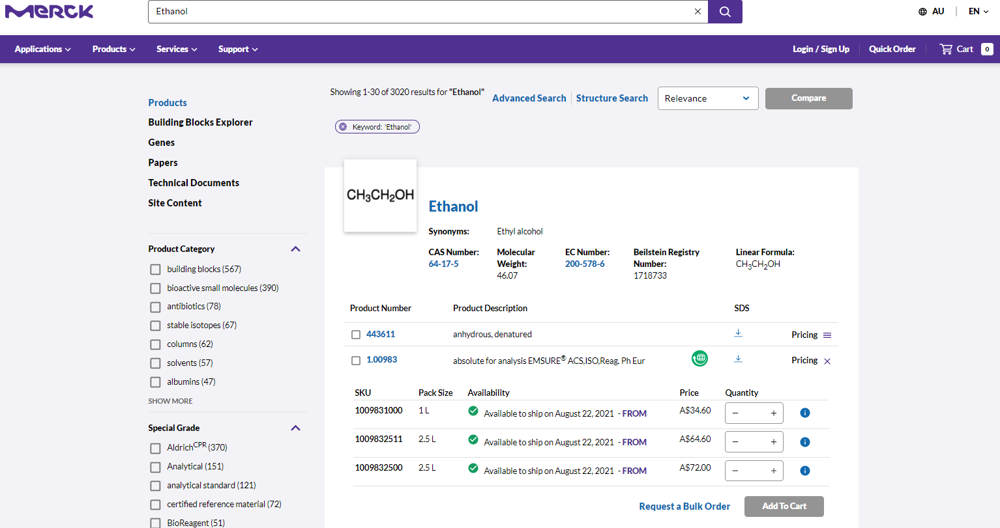 MERCK
Ethanol
AU
EN
Applications
Products
Services
Support
Login / Sign Up
Quick Order
Cart
0
Products
Building Blocks Explorer
Genes
Papers
Technical Documents
Site Content
Product Category
building blocks (567)
bioactive small molecules (390)
antibiotics (78)
stable isotopes (67)
columns (62)
solvents (57)
albumins (47)
SHOW MORE
Special Grade
AldrichCPR (370)
Analytical (151)
analytical standard (121)
certified reference material (72)
BioReagent (51)
Showing 1-30 of 3020 results for "Ethanol"
Advanced Search
Structure Search
Relevance
Compare
Keyword: 'Ethanol'
CH3CH2OH
Ethanol
Synonyms: Ethyl alcohol
CAS Number:
64-17-5
Molecular
Weight:
46.07
EC Number:
200-578-6
Beilstein Registry
Number:
1718733
Linear Formula:
CH3CH2OH
Product Number Product Description SDS
443611 anhydrous, denatured Pricing
1.00983 absolute for analysis EMSURE® ACS,ISO,Reag. Ph Eur Pricing
SKU Pack Size Availability Price Quantity
1009831000 1 L Available to ship on August 22, 2021 - FROM A$34.60 − +
1009832511 2.5 L Available to ship on August 22, 2021 - FROM A$64.60 − +
1009832500 2.5 L Available to ship on August 22, 2021 - FROM A$72.00 − +
Request a Bulk Order
Add To Cart